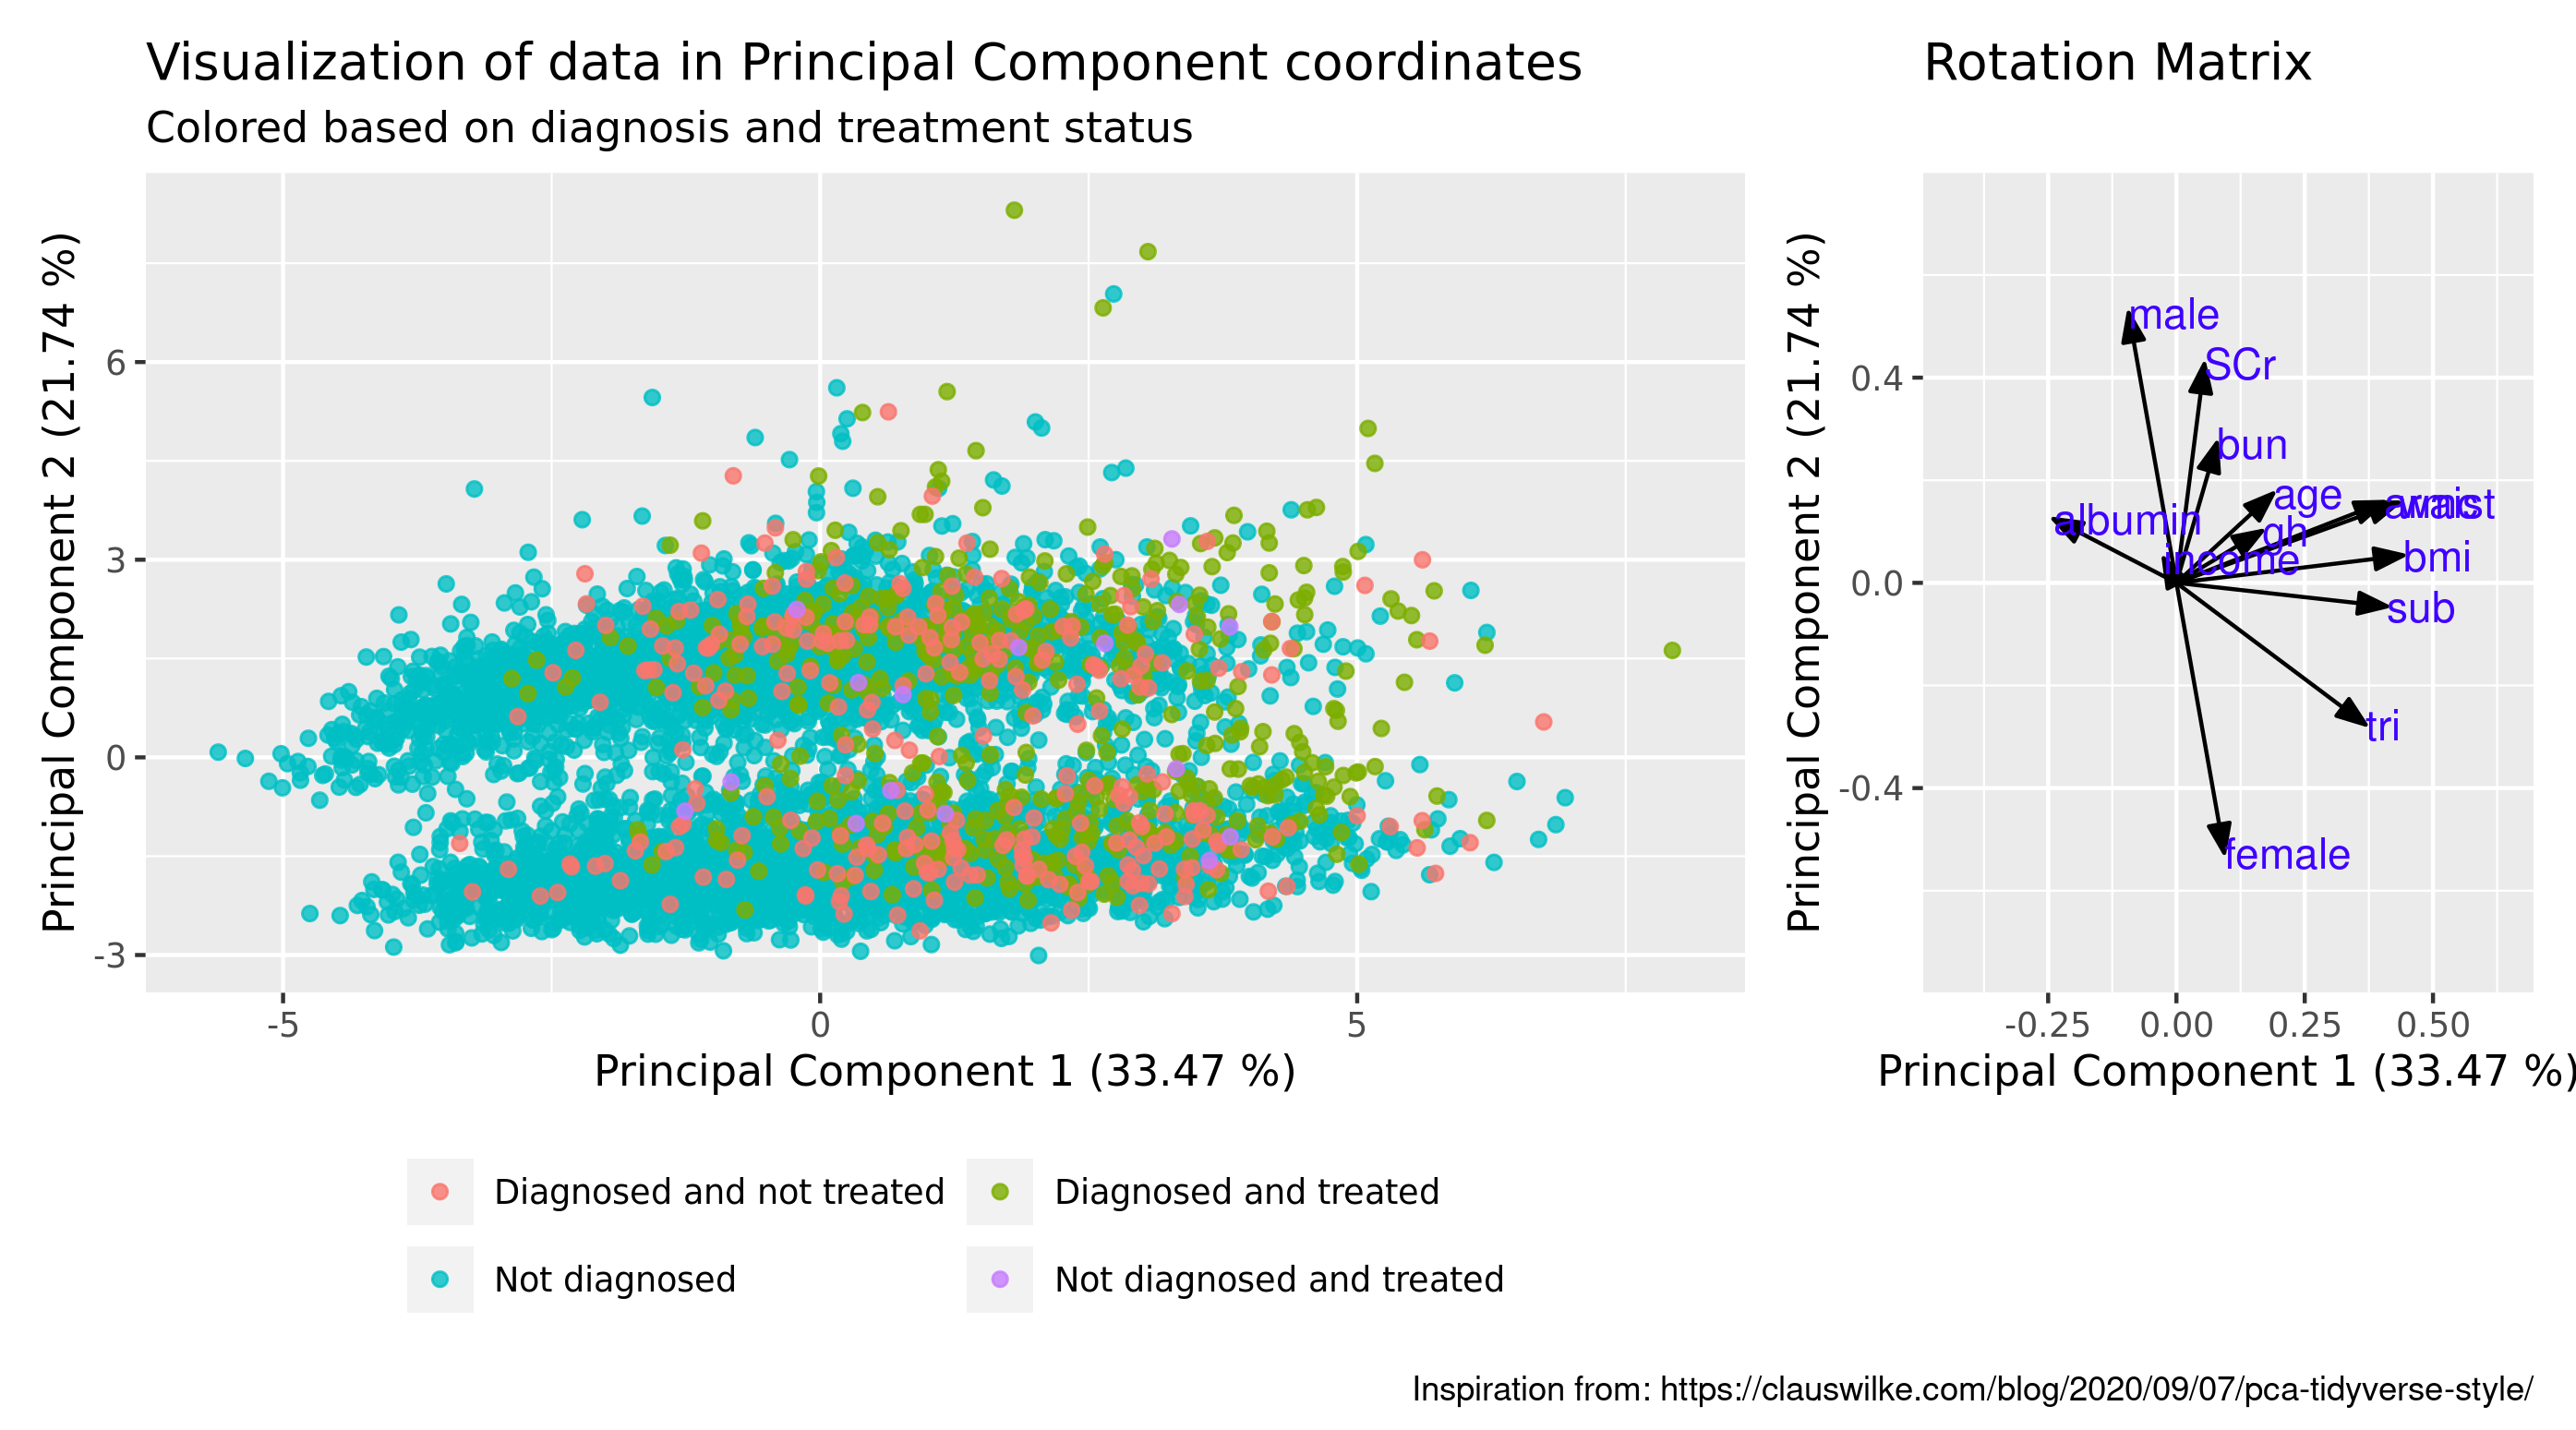 Visualization of data in Principal Component coordinates
Colored based on diagnosis and treatment status
Principal Component 2 (21.74 %)
6
3
0
-3
-5
0
5
Principal Component 1 (33.47 %)
Diagnosed and not treated
Diagnosed and treated
Not diagnosed
Not diagnosed and treated
Rotation Matrix
Principal Component 2 (21.74 %)
0.4
0.0
-0.4
male
SCr
bun
age
waist
albumin
gh
income
bmi
sub
tri
female
-0.25
0.00
0.25
0.50
Principal Component 1 (33.47 %)
Inspiration from: https://clauswilke.com/blog/2020/09/07/pca-tidyverse-style/